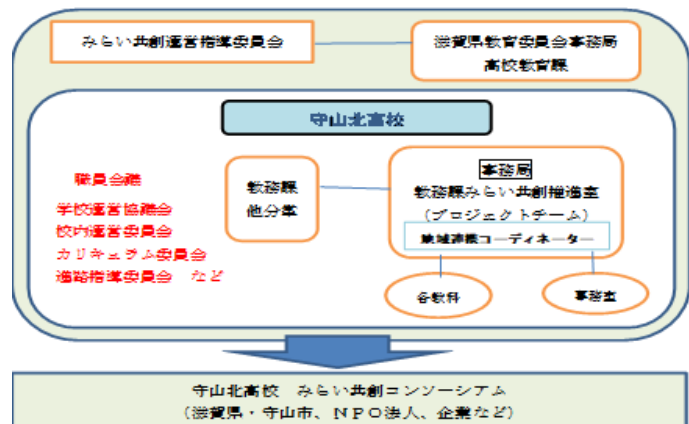 みらい共創運営指導委員会
滋賀県教育委員会事務局
高校教育課
守山北高校
職員会議
学校運営協議会
校内運営委員会
カリキュラム委員会
進路指導委員会　など
教務課
他分掌
事務局
教務課みらい共創推進室
（プロジェクトチーム）
地域連携コーディネーター
各教科
事務室
守山北高校　みらい共創コンソーシアム
（滋賀県・守山市、ＮＰＯ法人、企業など）